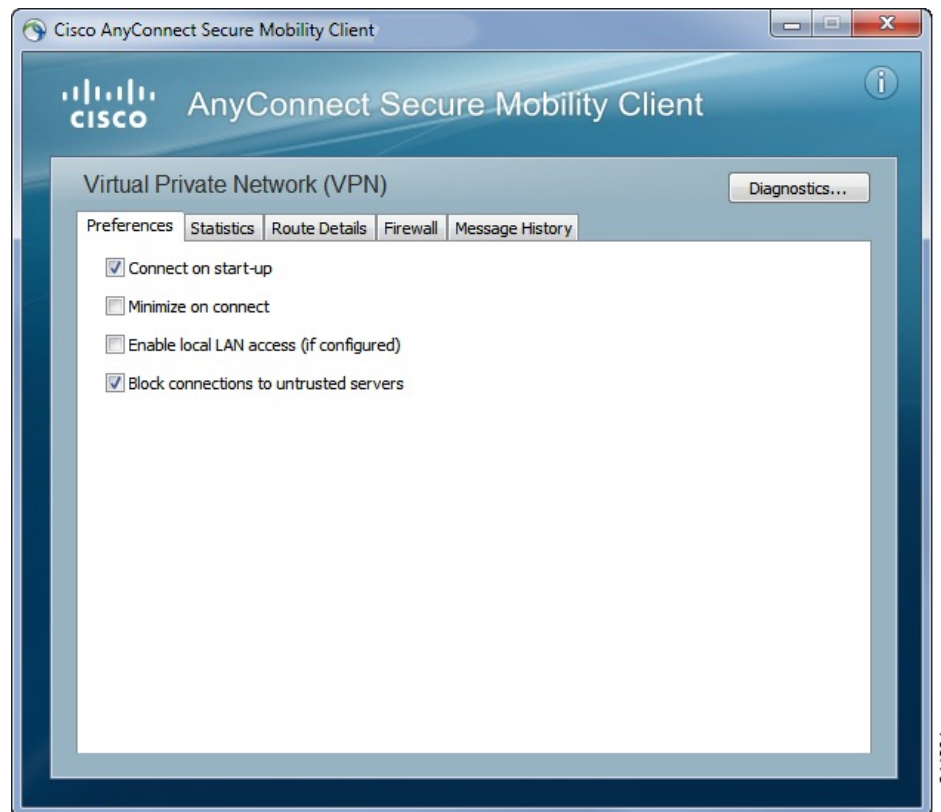 Cisco AnyConnect Secure Mobility Client
CISCO
AnyConnect Secure Mobility Client
Virtual Private Network (VPN)
Diagnostics...
Preferences
Statistics
Route Details
Firewall
Message History
Connect on start-up
Minimize on connect
Enable local LAN access (if configured)
Block connections to untrusted servers